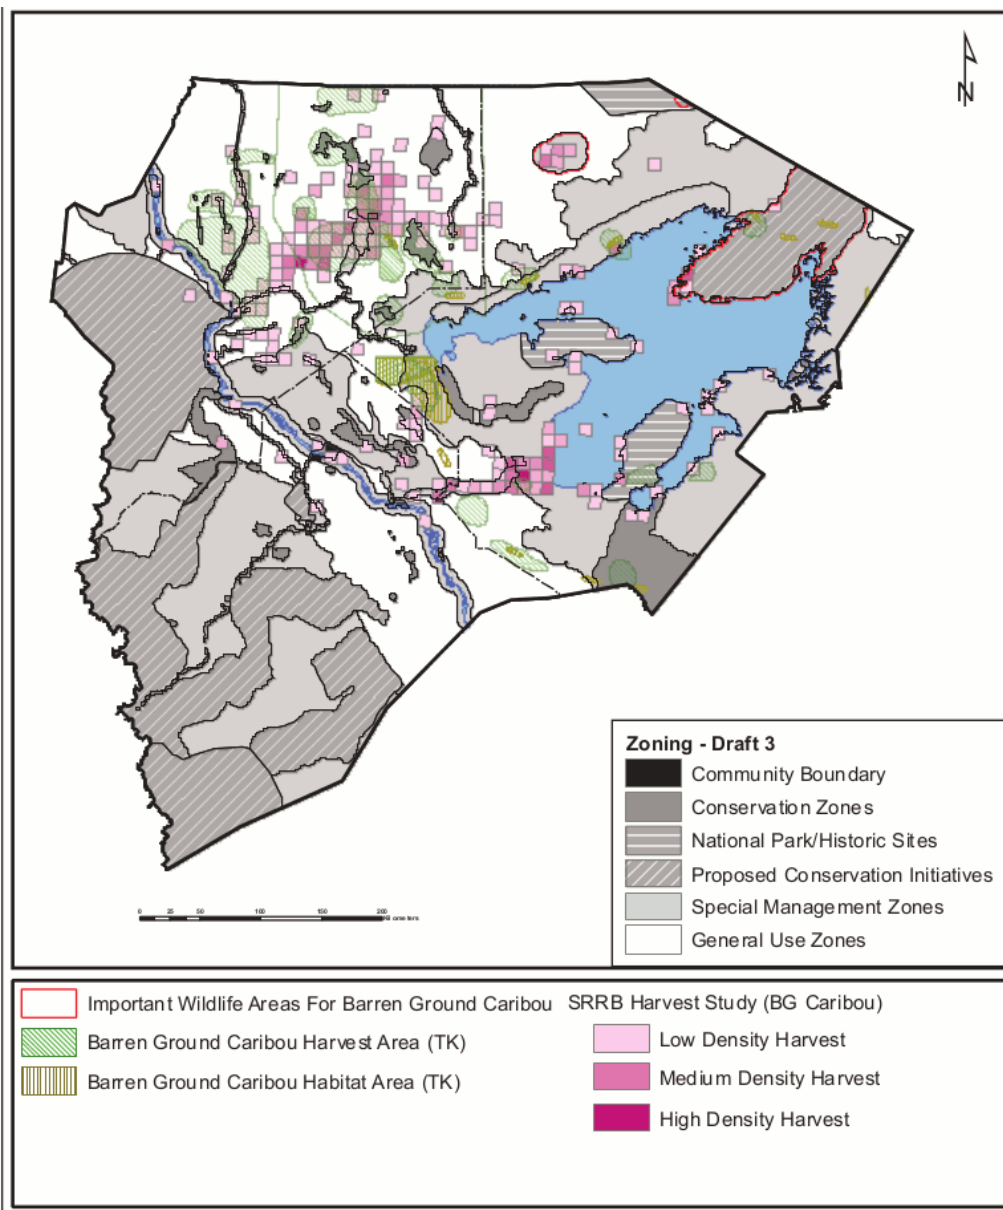 N
Zoning - Draft 3
Community Boundary
Conservation Zones
National Park/Historic Sites
Proposed Conservation Initiatives
Special Management Zones
General Use Zones
0 25 50 100 150 200
Important Wildlife Areas For Barren Ground Caribou
Barren Ground Caribou Harvest Area (TK)
Barren Ground Caribou Habitat Area (TK)
SRRB Harvest Study (BG Caribou)
Low Density Harvest
Medium Density Harvest
High Density Harvest